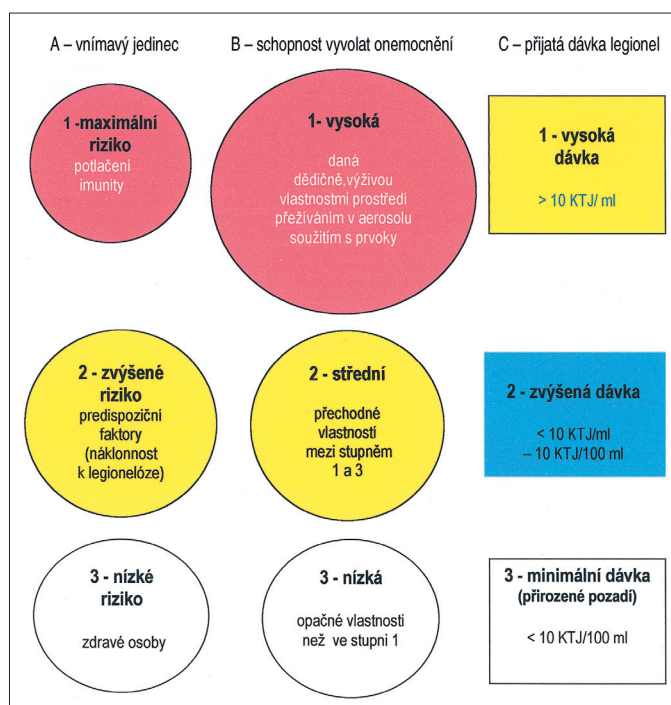 A – vnímavý jedinec
B – schopnost vyvolat onemocnění
C – přijatá dávka legionel
1 -maximální
riziko
potlačení
imunity
1- vysoká
daná
dědičně,výživou
vlastnostmi prostředí
přežíváním v aerosolu
soužitím s prvoky
1 - vysoká
dávka
> 10 KTJ/ ml
2 - zvýšené
riziko
predispoziční
faktory
(náklonnost
k legionelóze)
2 - střední
přechodné
vlastností
mezi stupněm
1 a 3
2 - zvýšená dávka
< 10 KTJ/ml
– 10 KTJ/100 ml
3 - nízké
riziko
zdravé osoby
3 - nízká
opačné vlastnosti
než ve stupni 1
3 - minimální dávka
(přirozené pozadí)
< 10 KTJ/100 ml